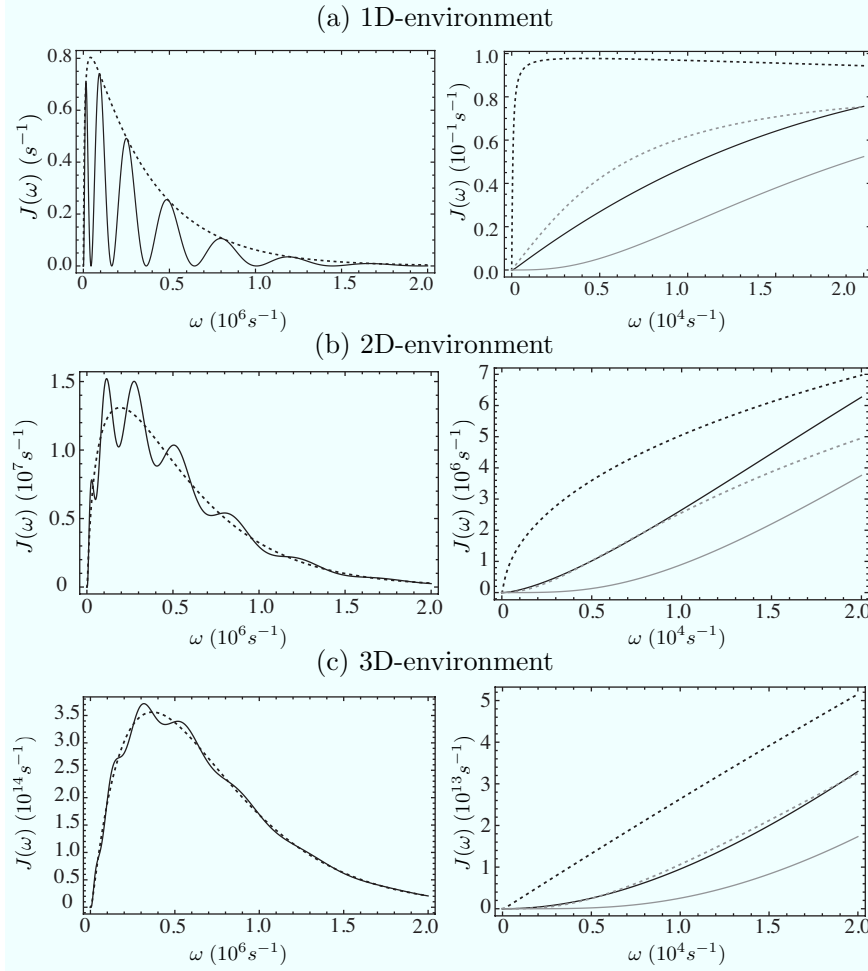 (a) 1D-environment
J(ω) (s⁻¹)
0.8
0.6
0.4
0.2
0.0
0 0.5 1.0 1.5 2.0
ω (10⁶s⁻¹)
J(ω) (10⁻¹s⁻¹)
1.0
0.8
0.6
0.4
0.2
0.0
0 0.5 1.0 1.5 2.0
ω (10⁴s⁻¹)
(b) 2D-environment
J(ω) (10⁷s⁻¹)
1.5
1.0
0.5
0
0 0.5 1.0 1.5 2.0
ω (10⁶s⁻¹)
J(ω) (10⁶s⁻¹)
7
6
5
4
3
2
1
0
0 0.5 1.0 1.5 2.0
ω (10⁴s⁻¹)
(c) 3D-environment
J(ω) (10¹⁴s⁻¹)
3.5
3.0
2.5
2.0
1.5
1.0
0.5
0
0 0.5 1.0 1.5 2.0
ω (10⁶s⁻¹)
J(ω) (10¹³s⁻¹)
5
4
3
2
1
0
0 0.5 1.0 1.5 2.0
ω (10⁴s⁻¹)